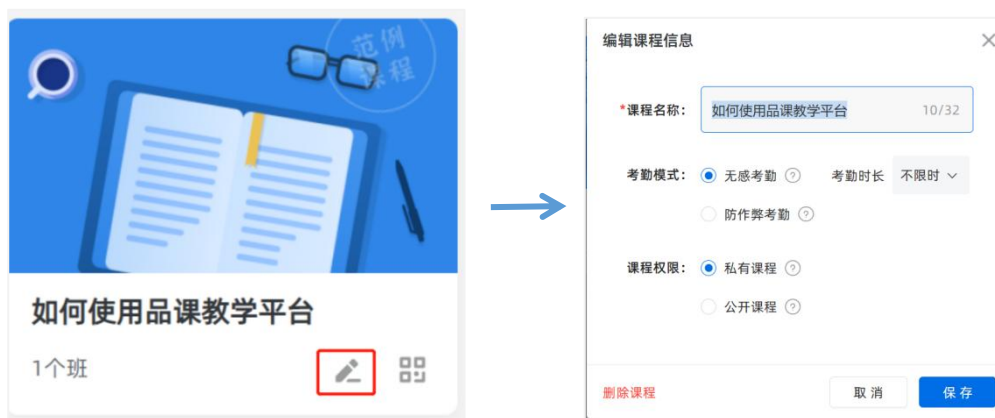 范例
课程
如何使用品课教学平台
1个班
编辑课程信息
*课程名称： 如何使用品课教学平台 10/32
考勤模式： 无感考勤 ? 考勤时长 不限时
防作弊考勤 ?
课程权限： 私有课程 ?
公开课程 ?
删除课程 取消 保存